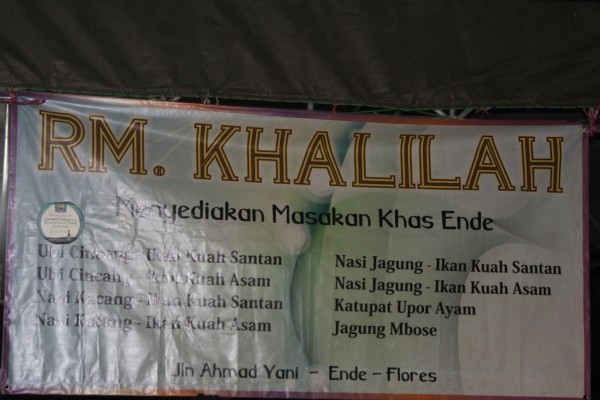 RM. KHALILAH
Menyediakan Masakan Khas Ende
Ubi Cincang - Ikan Kuah Santan
Ubi Cincang - Ikan Kuah Asam
Nasi Kacang - Ikan Kuah Santan
Nasi Kacang - Ikan Kuah Asam
Nasi Jagung - Ikan Kuah Santan
Nasi Jagung - Ikan Kuah Asam
Katupat Upor Ayam
Jagung Mbose
Jln Ahmad Yani - Ende - Flores